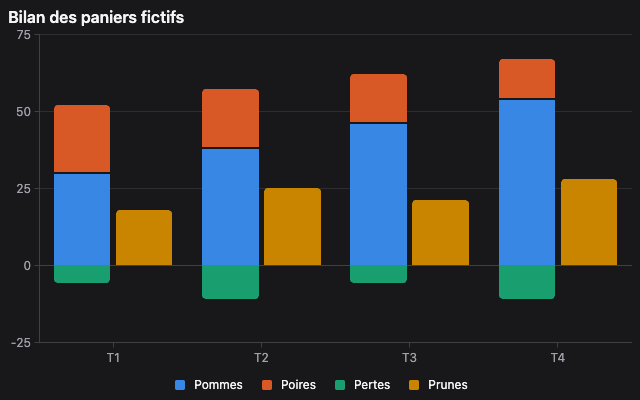 Bilan des paniers fictifs
75
50
25
0
-25
T1 T2 T3 T4
Pommes Poires Pertes Prunes